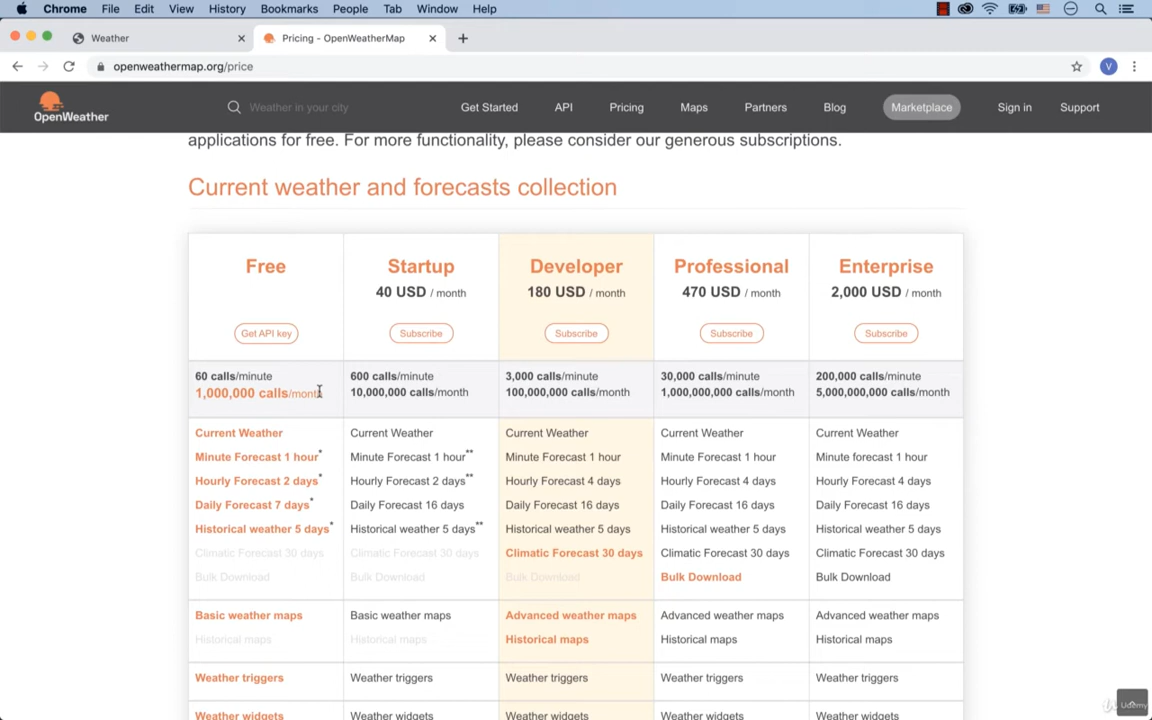 Chrome File Edit View History Bookmarks People Tab Window Help
Weather
Pricing - OpenWeatherMap
openweathermap.org/price
V
OpenWeather
Weather in your city
Get Started API Pricing Maps Partners Blog Marketplace Sign in Support
applications for free. For more functionality, please consider our generous subscriptions.
Current weather and forecasts collection
Free Startup Developer Professional Enterprise
40 USD / month 180 USD / month 470 USD / month 2,000 USD / month
Get API key Subscribe Subscribe Subscribe Subscribe
60 calls/minute 600 calls/minute 3,000 calls/minute 30,000 calls/minute 200,000 calls/minute
1,000,000 calls/month 10,000,000 calls/month 100,000,000 calls/month 1,000,000,000 calls/month 5,000,000,000 calls/month
Current Weather Current Weather Current Weather Current Weather Current Weather
Minute Forecast 1 hour* Minute Forecast 1 hour** Minute Forecast 1 hour Minute Forecast 1 hour Minute forecast 1 hour
Hourly Forecast 2 days* Hourly Forecast 2 days** Hourly Forecast 4 days Hourly Forecast 4 days Hourly Forecast 4 days
Daily Forecast 7 days* Daily Forecast 16 days Daily Forecast 16 days Daily Forecast 16 days Daily Forecast 16 days
Historical weather 5 days* Historical weather 5 days** Historical weather 5 days Historical weather 5 days Historical weather 5 days
Climatic Forecast 30 days Climatic Forecast 30 days Climatic Forecast 30 days Climatic Forecast 30 days Climatic Forecast 30 days
Bulk Download Bulk Download Bulk Download Bulk Download Bulk Download
Basic weather maps Basic weather maps Advanced weather maps Advanced weather maps Advanced weather maps
Historical maps Historical maps Historical maps Historical maps Historical maps
Weather triggers Weather triggers Weather triggers Weather triggers Weather triggers
Weather widgets Weather widgets Weather widgets Weather widgets Weather widgets
Udemy